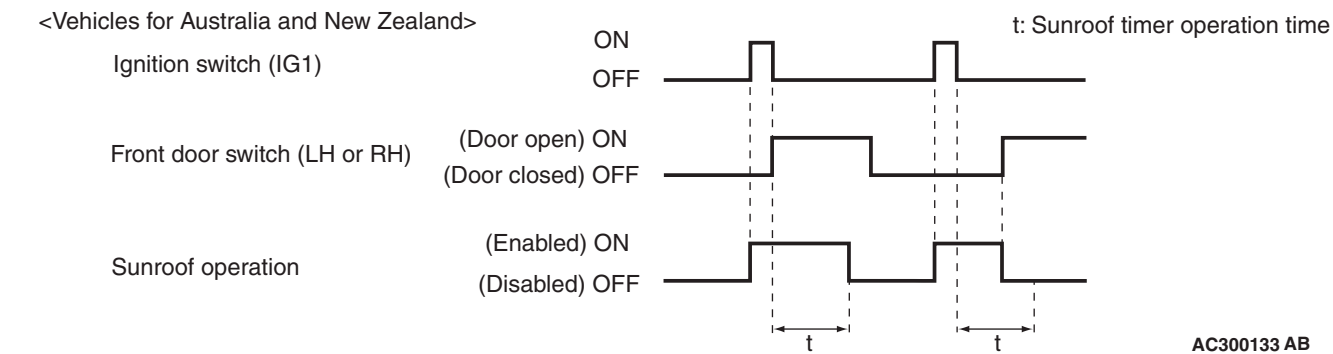 <Vehicles for Australia and New Zealand>
t: Sunroof timer operation time
Ignition switch (IG1)
ON
OFF
Front door switch (LH or RH)
(Door open) ON
(Door closed) OFF
Sunroof operation
(Enabled) ON
(Disabled) OFF
t
t
AC300133 AB